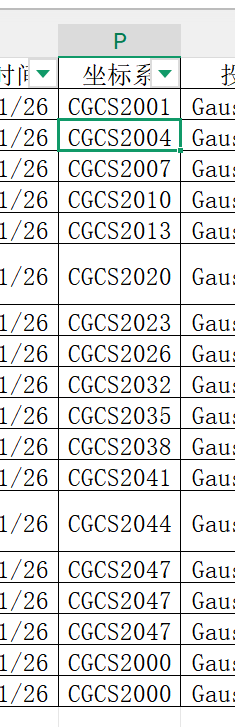 P
时间 坐标系 投
1/26 CGCS2001 Gaus
1/26 CGCS2004 Gaus
1/26 CGCS2007 Gaus
1/26 CGCS2010 Gaus
1/26 CGCS2013 Gaus
1/26 CGCS2020 Gaus
1/26 CGCS2023 Gaus
1/26 CGCS2026 Gaus
1/26 CGCS2032 Gaus
1/26 CGCS2035 Gaus
1/26 CGCS2038 Gaus
1/26 CGCS2041 Gaus
1/26 CGCS2044 Gaus
1/26 CGCS2047 Gaus
1/26 CGCS2047 Gaus
1/26 CGCS2047 Gaus
1/26 CGCS2000 Gaus
1/26 CGCS2000 Gaus